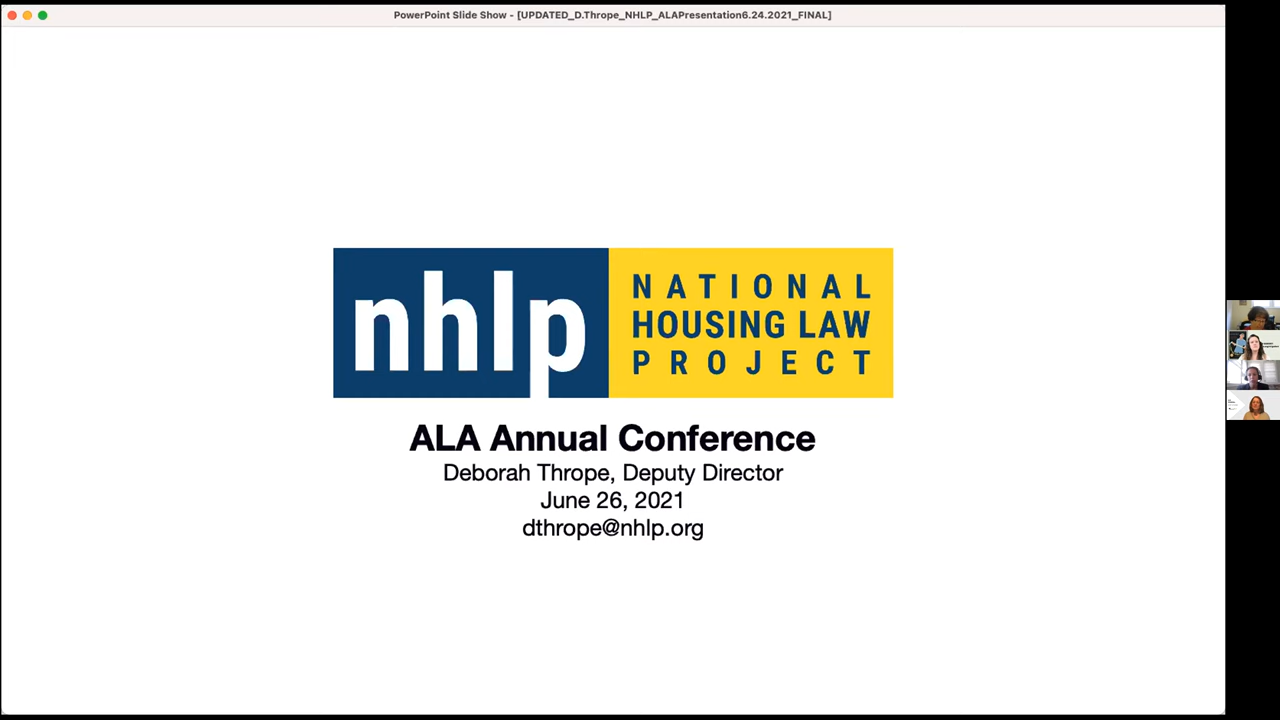 PowerPoint Slide Show - [UPDATED_D.Thrope_NHLP_ALAPresentation6.24.2021_FINAL]
nhlp
NATIONAL
HOUSING LAW
PROJECT
ALA Annual Conference
Deborah Thrope, Deputy Director
June 26, 2021
dthrope@nhlp.org